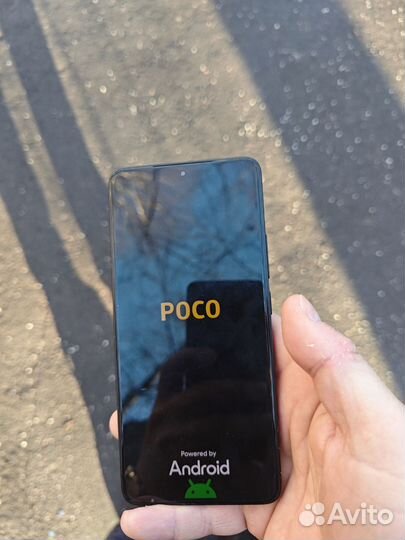 POCO
Powered by
Android
Avito